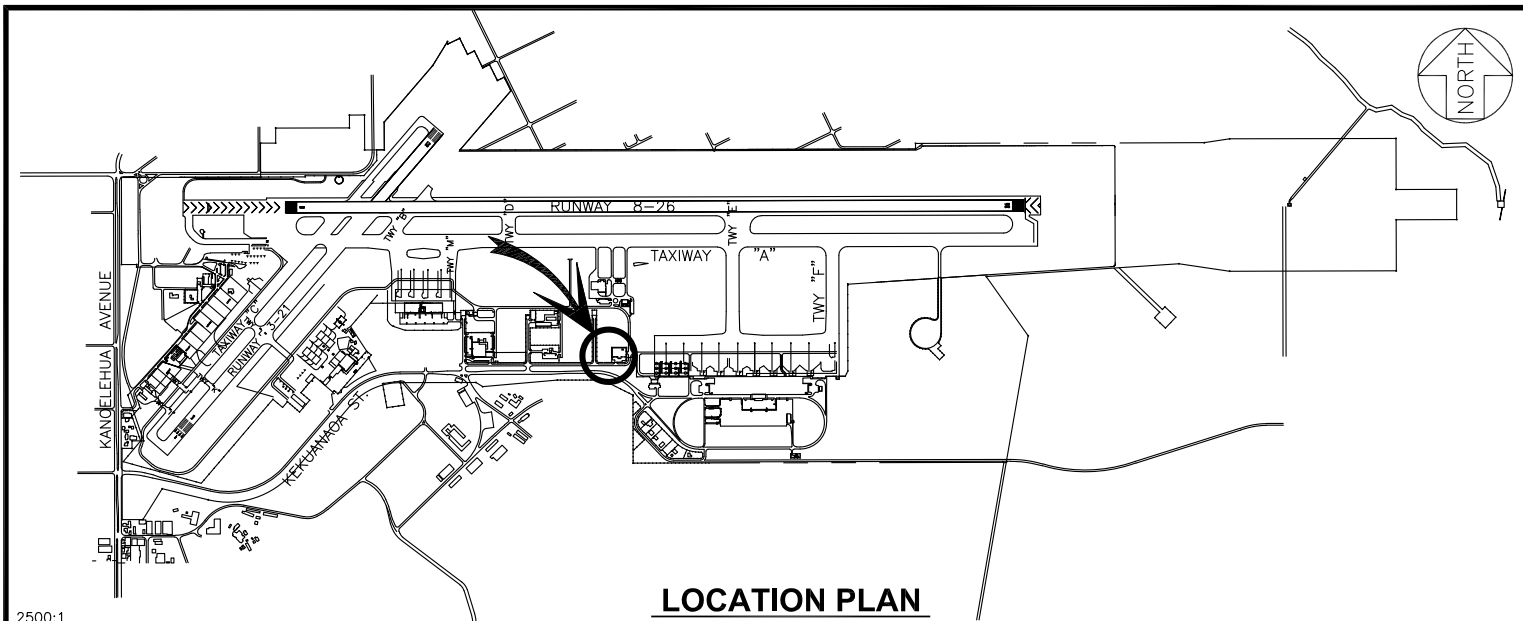 NORTH
RUNWAY 8-26
TWY "B"
TWY "D"
TWY "E"
TWY "M"
TAXIWAY "A"
TWY "F"
KANOELEHUA AVENUE
TAXIWAY "C"
RUNWAY 3-21
KEKUANAOA ST.
LOCATION PLAN
2500:1